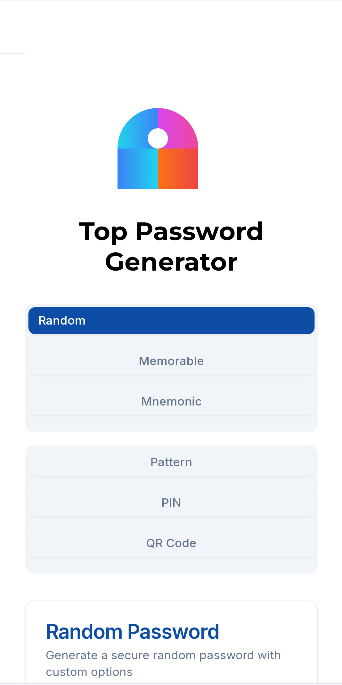 Top Password
Generator
Random
Memorable
Mnemonic
Pattern
PIN
QR Code
Random Password
Generate a secure random password with
custom options